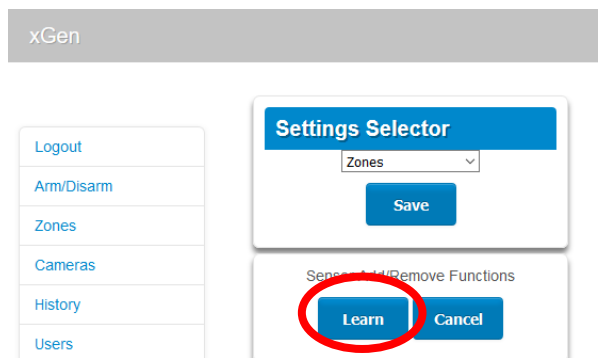 xGen
Logout
Arm/Disarm
Zones
Cameras
History
Users
Settings Selector
Zones
Save
Sensor Add/Remove Functions
Learn
Cancel